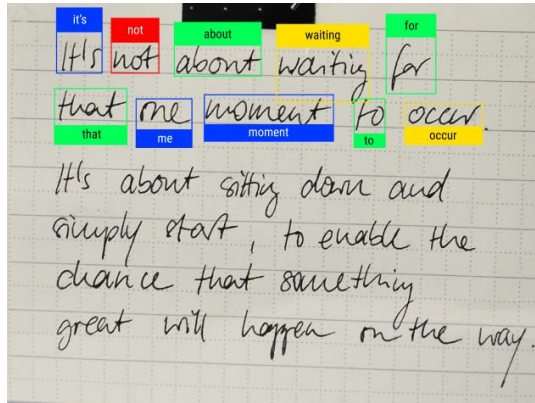 it's not about waiting for
It's not about waiting for
that one moment to occur.
that me moment to occur
It's about sitting down and
simply start, to enable the
chance that something
great will happen on the way.